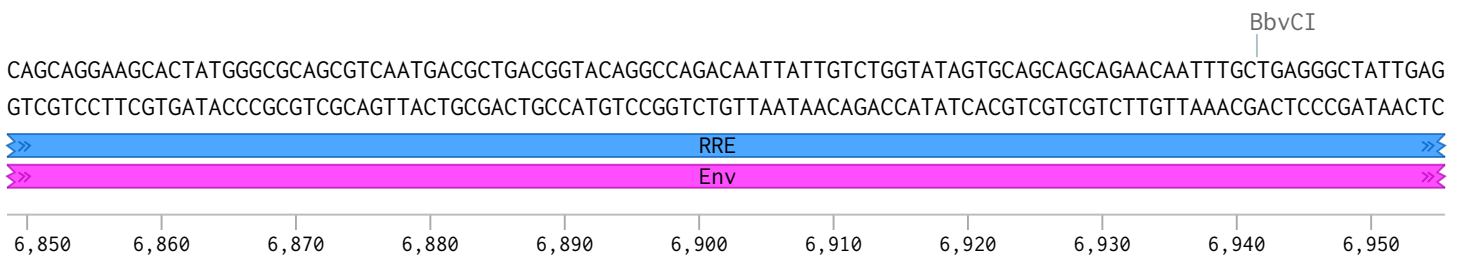 BbvCI
CAGCAGGAAGCACTATGGGCGCAGCGTCAATGACGCTGACGGTACAGGCCAGACAATTATTGTCTGGTATAGTGCAGCAGCAGAACAATTTGCTGAGGGCTATTGAG
GTCGTCCTTCGTGATACCCGCGTCGCAGTTACTGCGACTGCCATGTCCGGTCTGTTAATAACAGACCATATCACGTCGTCGTCTTGTTAAACGACTCCCGATAACTC
RRE
Env
6,850 6,860 6,870 6,880 6,890 6,900 6,910 6,920 6,930 6,940 6,950